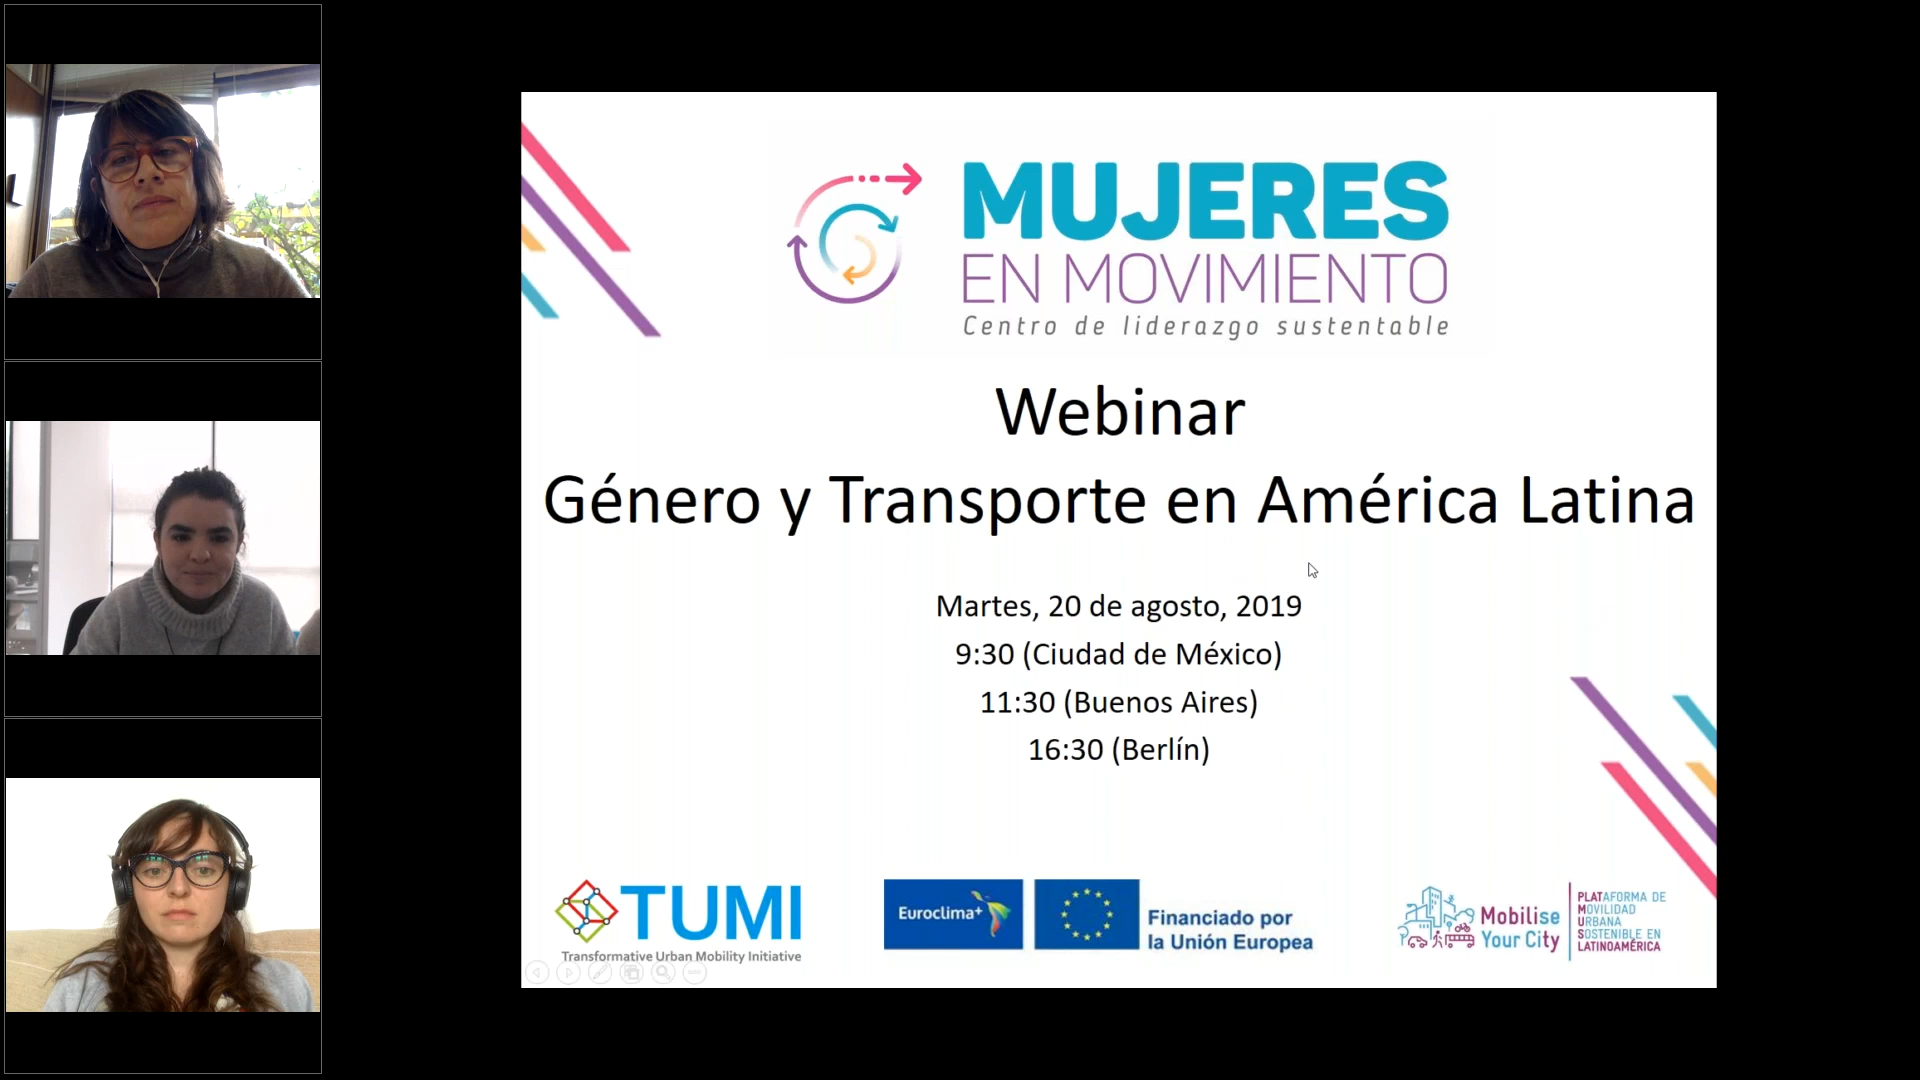 MUJERES
EN MOVIMIENTO
Centro de liderazgo sustentable
Webinar
Género y Transporte en América Latina
Martes, 20 de agosto, 2019
9:30 (Ciudad de México)
11:30 (Buenos Aires)
16:30 (Berlín)
TUMI
Transformative Urban Mobility Initiative
Euroclima+
Financiado por
la Unión Europea
Mobilise
Your City
PLATAFORMA DE
MOVILIDAD
URBANA
SOSTENIBLE EN
LATINOAMÉRICA